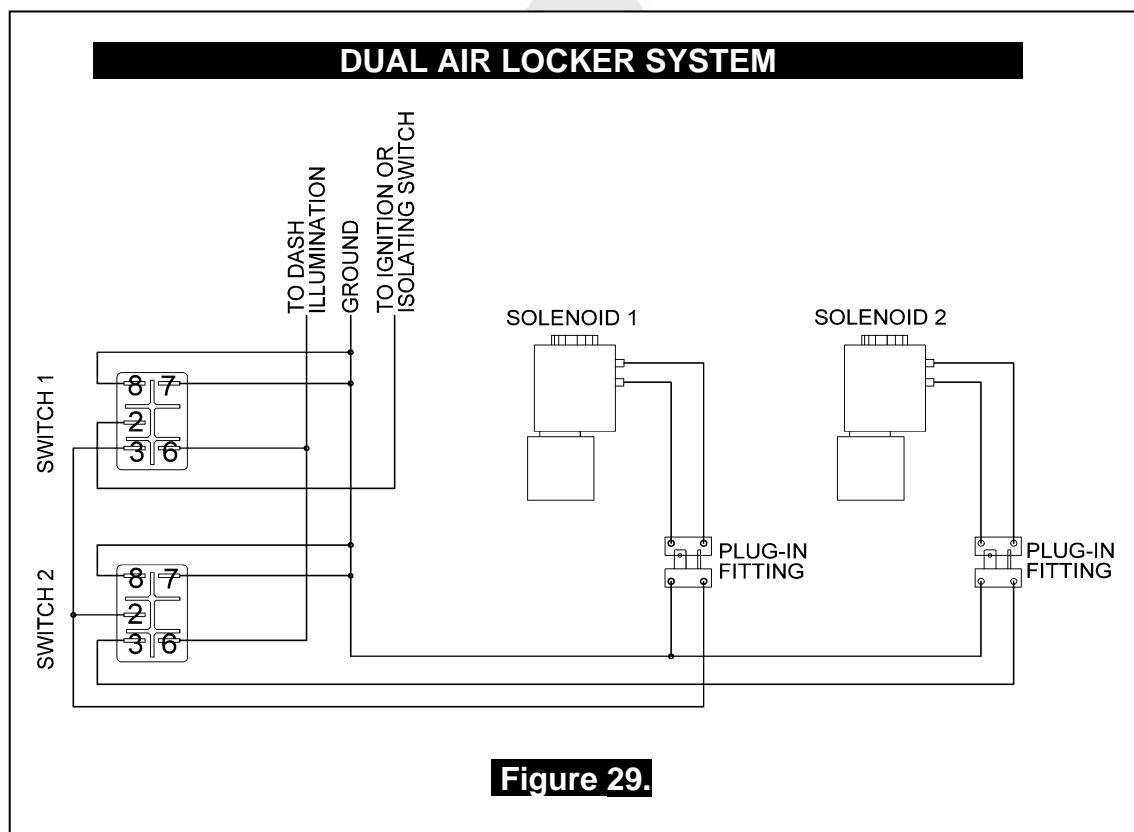 DUAL AIR LOCKER SYSTEM
TO DASH
ILLUMINATION
GROUND
TO IGNITION OR
ISOLATING SWITCH
SOLENOID 1
SOLENOID 2
SWITCH 1
8 7
2
3 6
PLUG-IN
FITTING
PLUG-IN
FITTING
SWITCH 2
8 7
2
3 6
Figure 29.